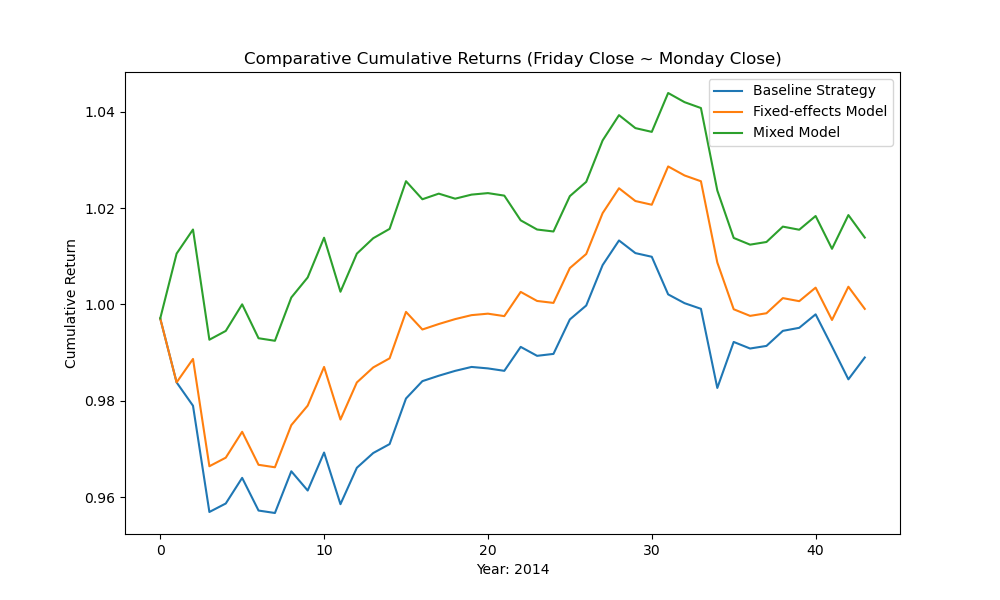 Comparative Cumulative Returns (Friday Close ~ Monday Close)
Baseline Strategy
Fixed-effects Model
Mixed Model
Cumulative Return
1.04
1.02
1.00
0.98
0.96
0
10
20
30
40
Year: 2014